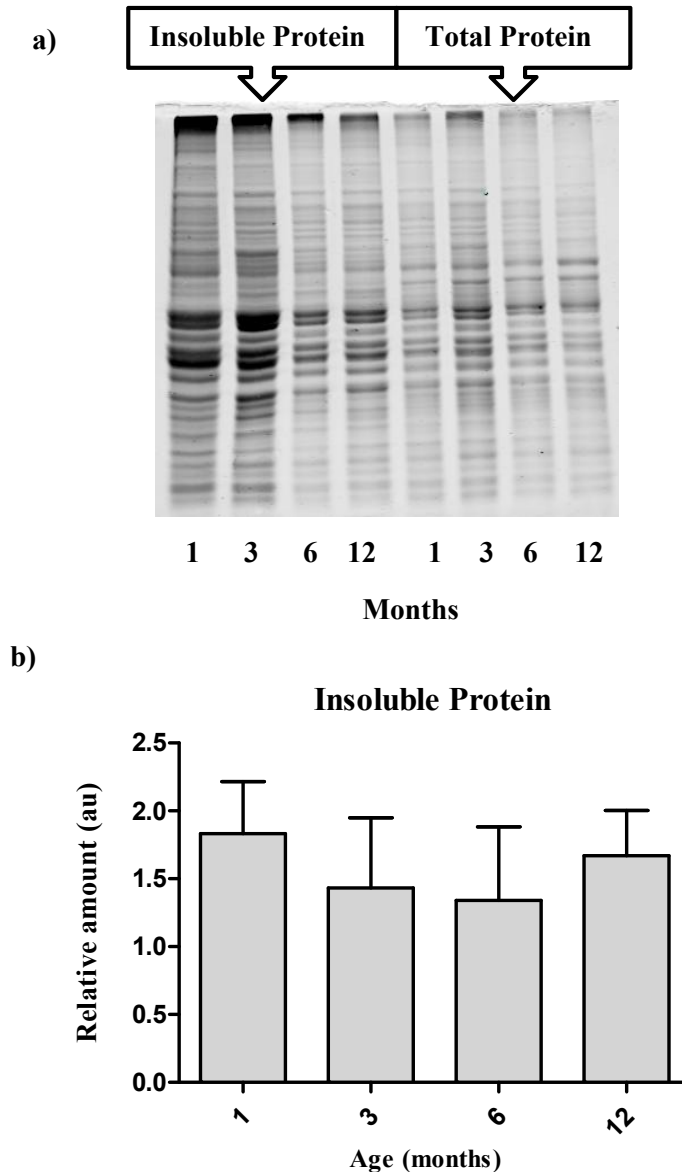 a)
Insoluble Protein Total Protein
1 3 6 12 1 3 6 12
Months
b)
Insoluble Protein
Relative amount (au)
2.5
2.0
1.5
1.0
0.5
0.0
1 3 6 12
Age (months)